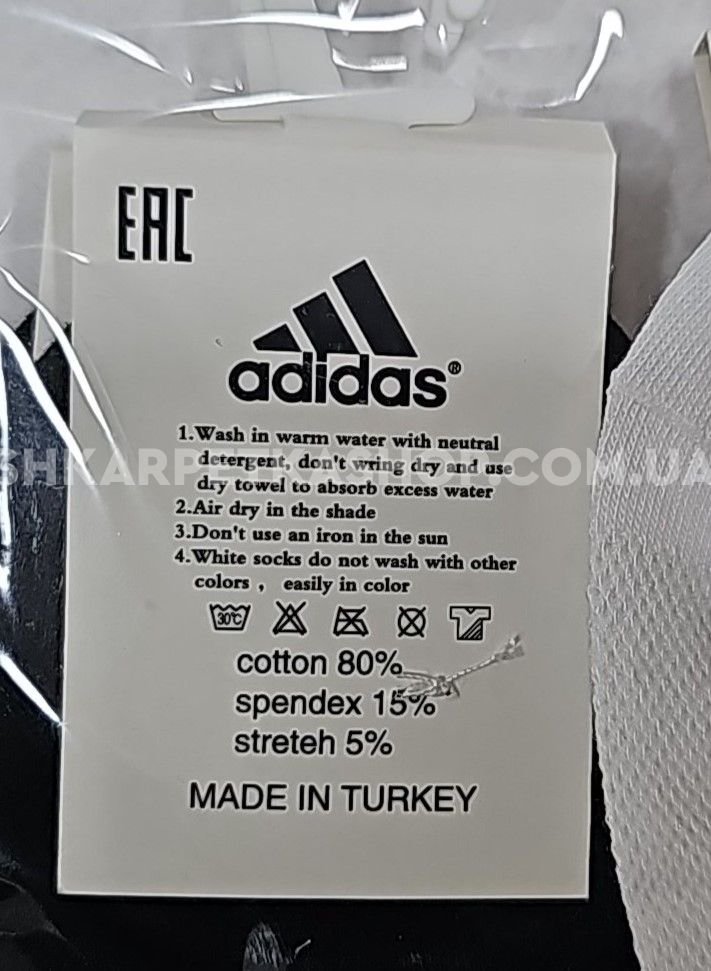 EAC
adidas®
1.Wash in warm water with neutral
detergent, don't wring dry and use
SHKARPETKASHOP.COM.UA
dry towel to absorb excess water
2.Air dry in the shade
3.Don't use an iron in the sun
4.White socks do not wash with other
colors , easily in color
30℃
cotton 80%
spendex 15%
streteh 5%
MADE IN TURKEY